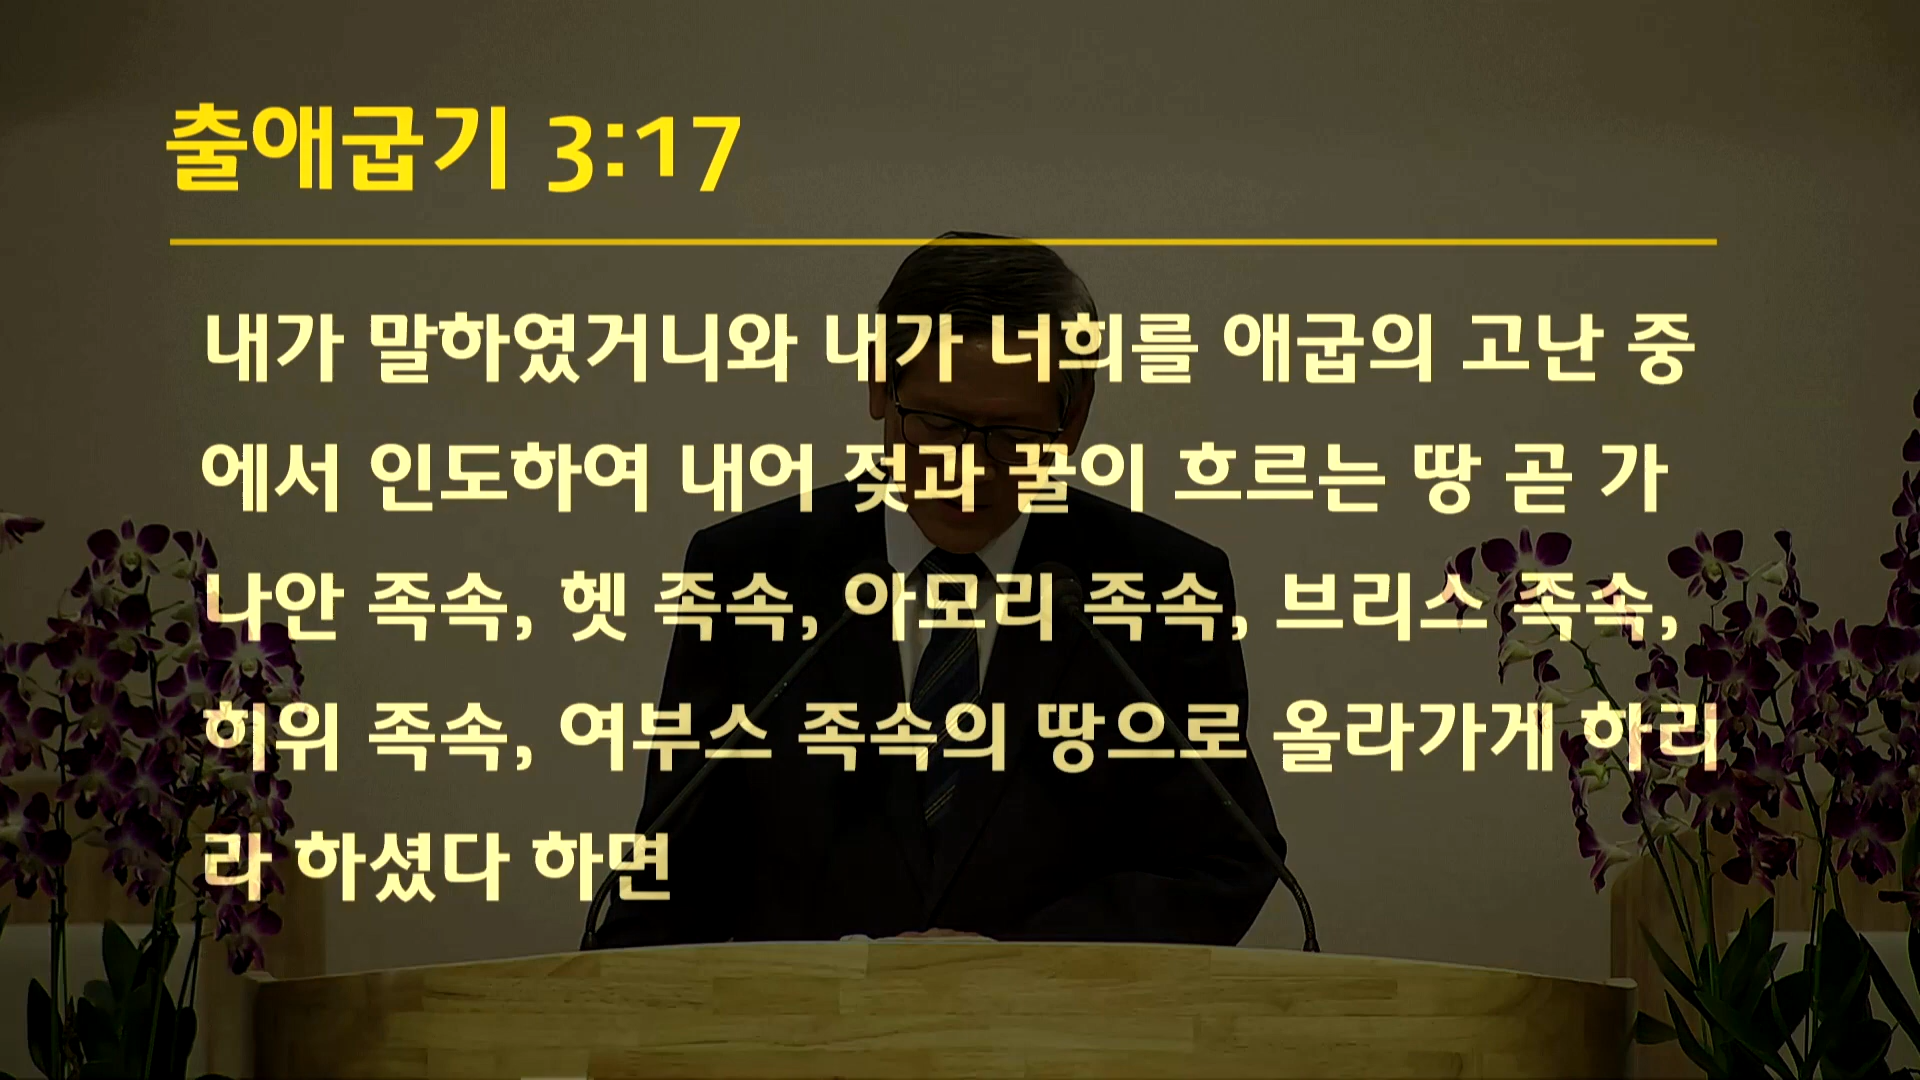 출애굽기 3:17
내가 말하였거니와 내가 너희를 애굽의 고난 중
에서 인도하여 내어 젖과 꿀이 흐르는 땅 곧 가
나안 족속, 헷 족속, 아모리 족속, 브리스 족속,
히위 족속, 여부스 족속의 땅으로 올라가게 하리
라 하셨다 하면